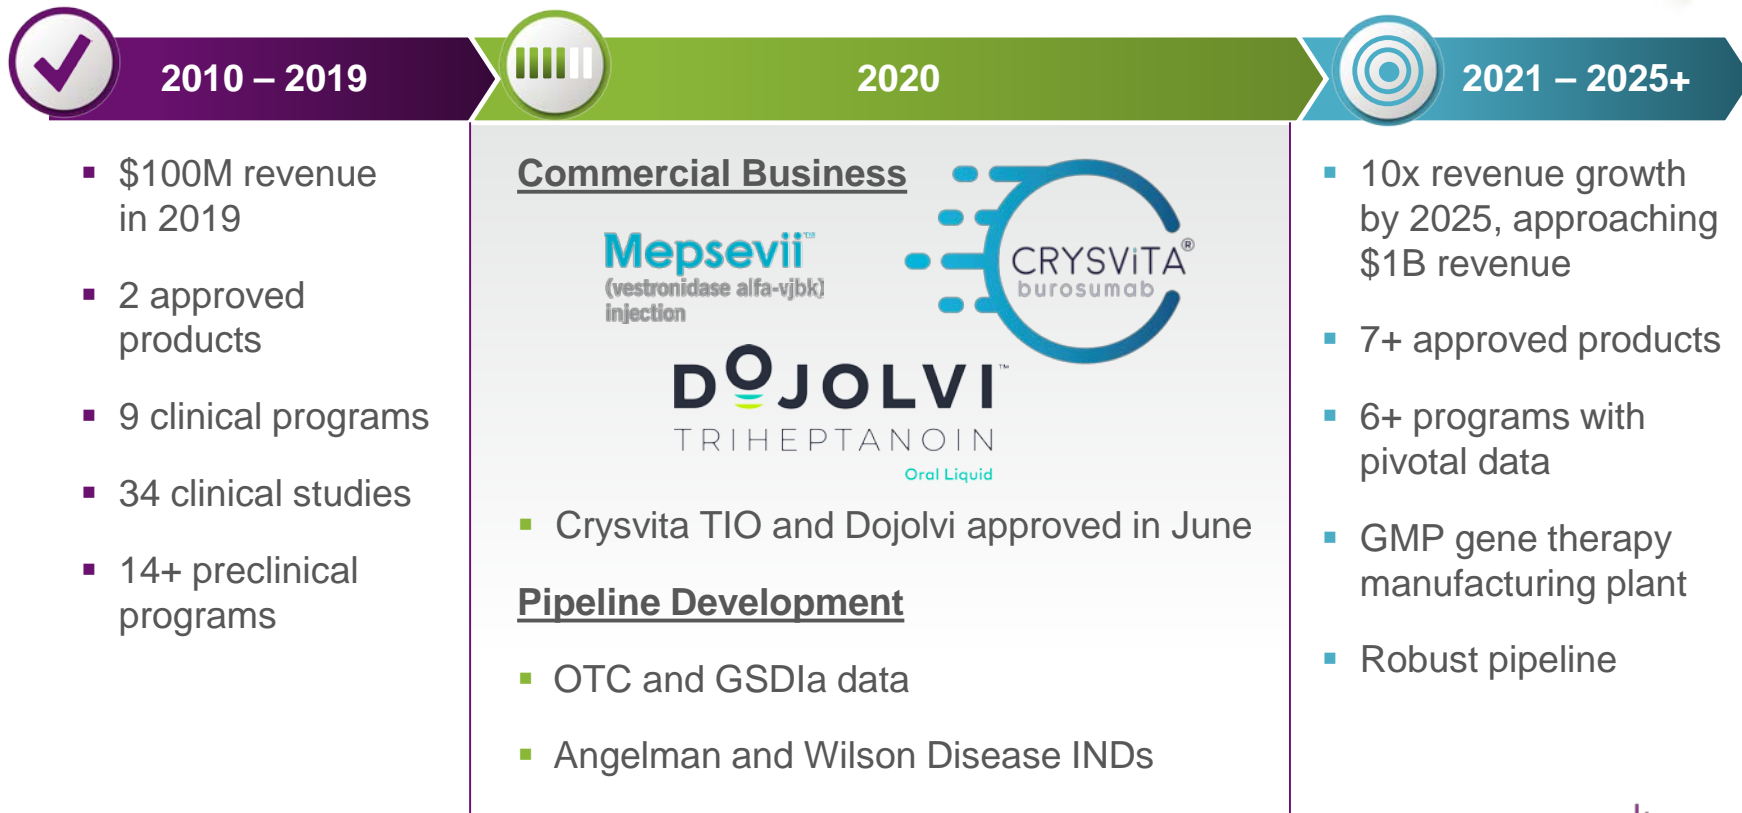 2010 – 2019
2020
2021 – 2025+
▪ $100M revenue
in 2019
▪ 2 approved
products
▪ 9 clinical programs
▪ 34 clinical studies
▪ 14+ preclinical
programs
Commercial Business
Mepsevii™
(vestronidase alfa-vjbk)
injection
CRYSViTA®
burosumab
DOJOLVI™
TRIHEPTANOIN
Oral Liquid
▪ Crysvita TIO and Dojolvi approved in June
Pipeline Development
▪ OTC and GSDIa data
▪ Angelman and Wilson Disease INDs
▪ 10x revenue growth
by 2025, approaching
$1B revenue
▪ 7+ approved products
▪ 6+ programs with
pivotal data
▪ GMP gene therapy
manufacturing plant
▪ Robust pipeline